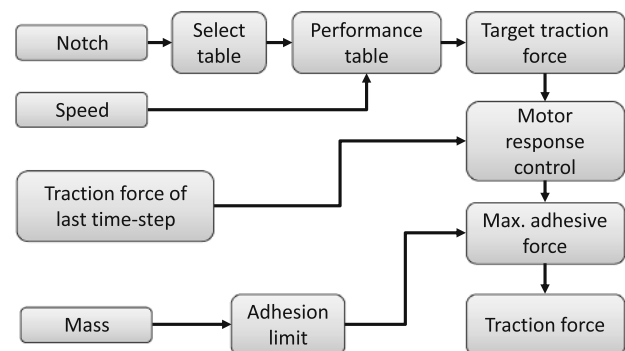 Notch
Select
table
Performance
table
Target traction
force
Speed
Motor
response
control
Traction force of
last time-step
Max. adhesive
force
Mass
Adhesion
limit
Traction force